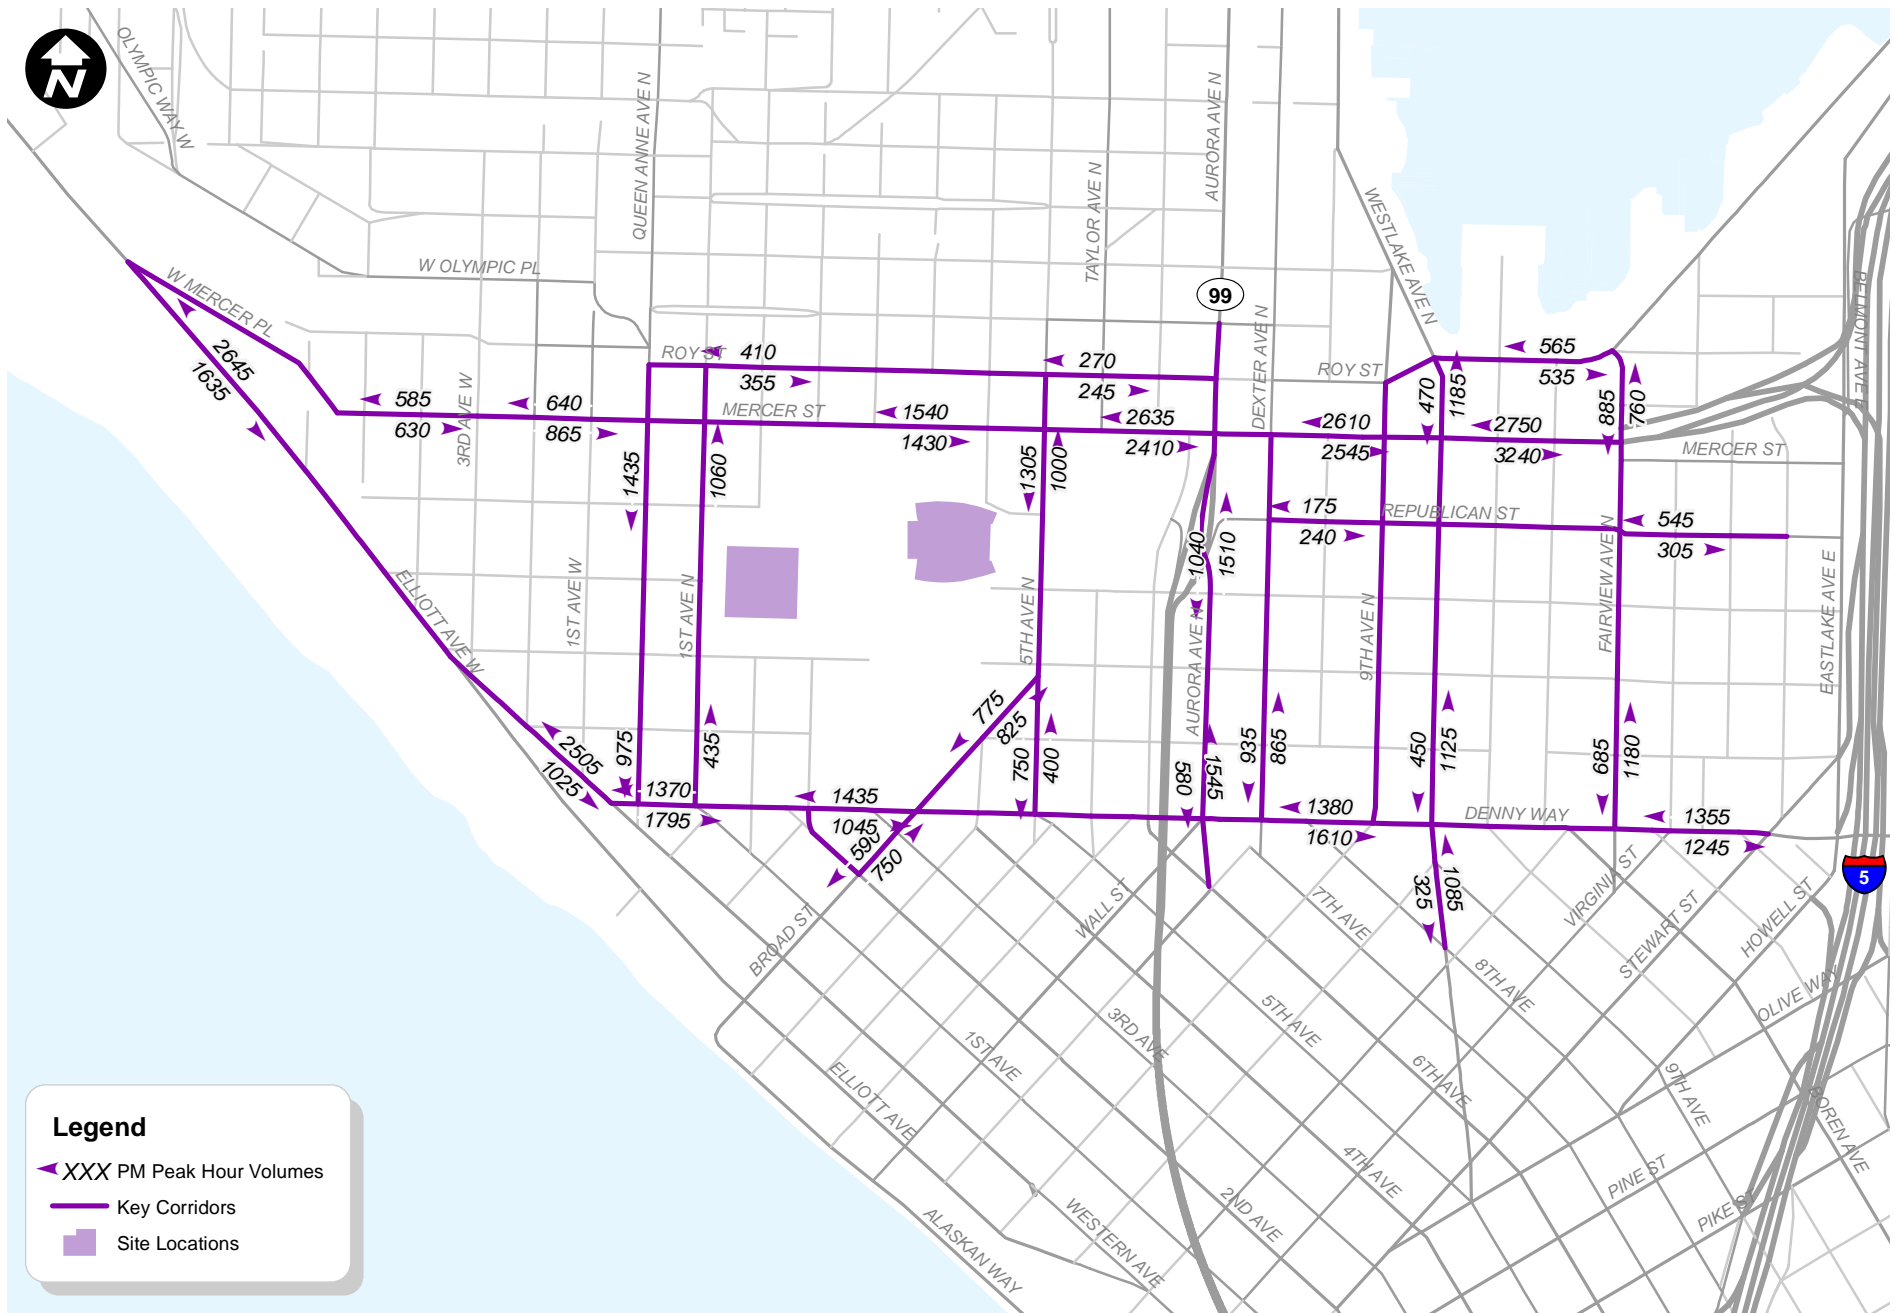 N
OLYMPIC WAY W
QUEEN ANNE AVE N
AURORA AVE N
TAYLOR AVE N
WESTLAKE AVE N
W OLYMPIC PL
W MERCER PL
BELMONT AVE E
99
DEXTER AVE N
2645
1635
ROY ST
410
355
270
245
ROY ST
565
535
470
1185
885
760
585
630
3RD AVE W
640
865
MERCER ST
1540
1430
2635
2410
2610
2545
2750
3240
MERCER ST
1435
1060
1305
1000
175
240
REPUBLICAN ST
545
305
1040
1510
ELLIOTT AVE W
1ST AVE W
1ST AVE N
5TH AVE N
AURORA AVE N
9TH AVE N
FAIRVIEW AVE N
EASTLAKE AVE E
2505
1025
975
435
775
825
750
400
580
1545
935
865
450
1125
685
1180
1370
1795
1435
1045
590
750
1380
1610
DENNY WAY
1355
1245
5
325
1085
BROAD ST
WALL ST
7TH AVE
8TH AVE
VIRGINIA ST
STEWART ST
HOWELL ST
OLIVE WAY
1ST AVE
3RD AVE
5TH AVE
6TH AVE
9TH AVE
BOREN AVE
ELLIOTT AVE
4TH AVE
2ND AVE
PINE ST
PIKE ST
WESTERN AVE
ALASKAN WAY
Legend
XXX PM Peak Hour Volumes
Key Corridors
Site Locations